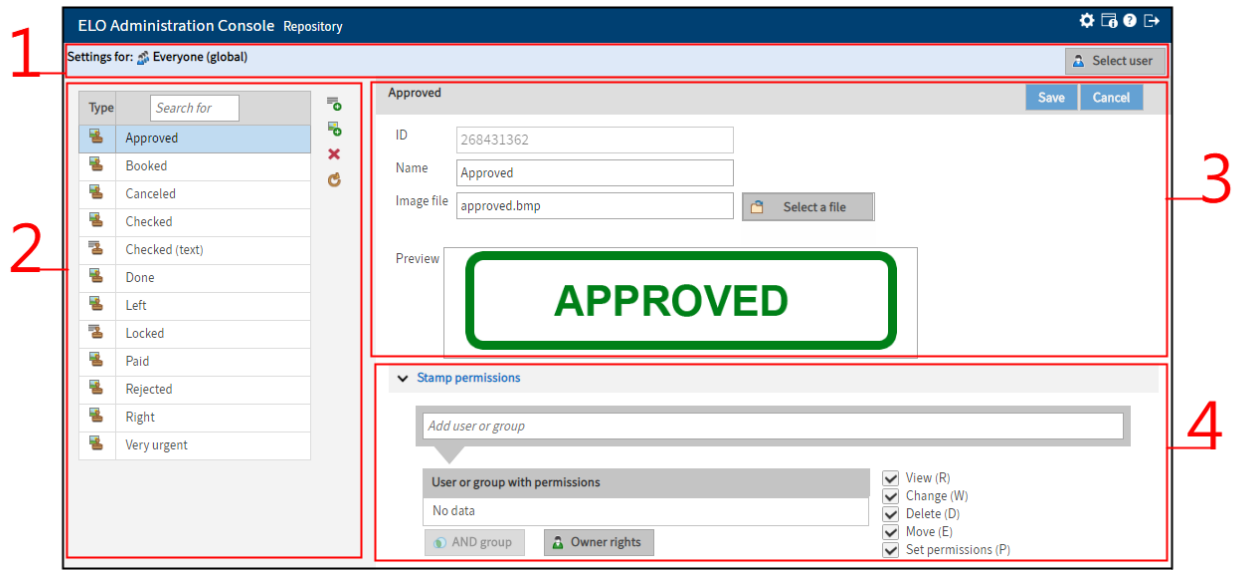 ELO Administration Console Repository
1
Settings for: Everyone (global)
Select user
2
Type Search for
Approved
Booked
Canceled
Checked
Checked (text)
Done
Left
Locked
Paid
Rejected
Right
Very urgent
3
Approved
Save Cancel
ID 268431362
Name Approved
Image file approved.bmp Select a file
Preview
APPROVED
4
Stamp permissions
Add user or group
User or group with permissions
No data
AND group Owner rights
View (R)
Change (W)
Delete (D)
Move (E)
Set permissions (P)